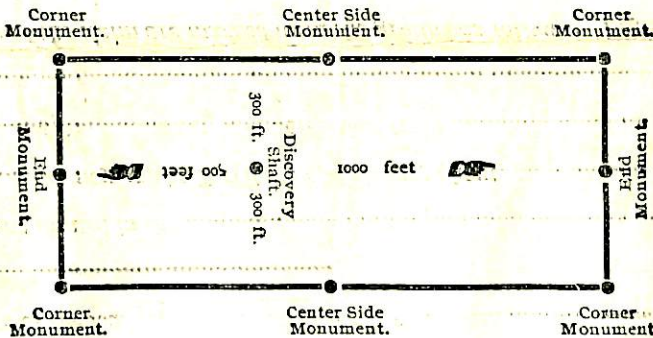 Corner
Monument.
Center Side
Monument.
Corner
Monument.
End
Monument.
500 feet
300 ft.
300 ft.
Discovery
Shaft.
1000 feet
End
Monument.
Corner
Monument.
Center Side
Monument.
Corner
Monument